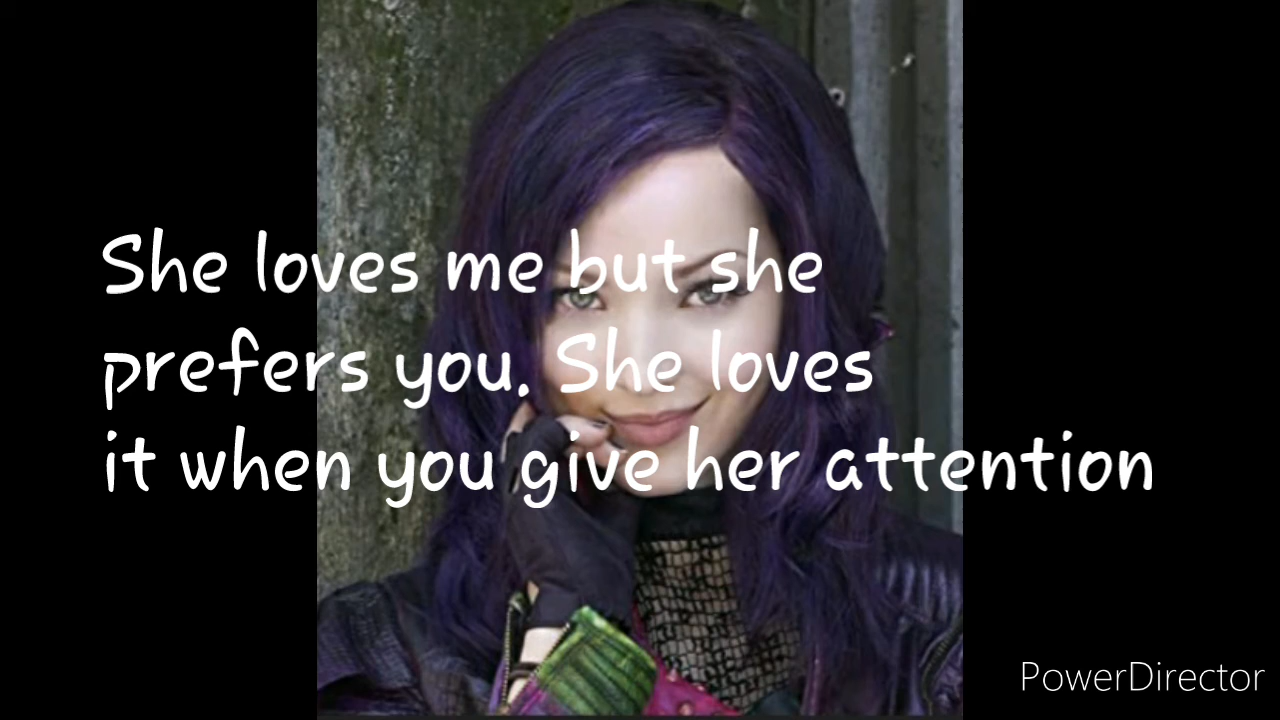 She loves me but she
prefers you. She loves
it when you give her attention
PowerDirector